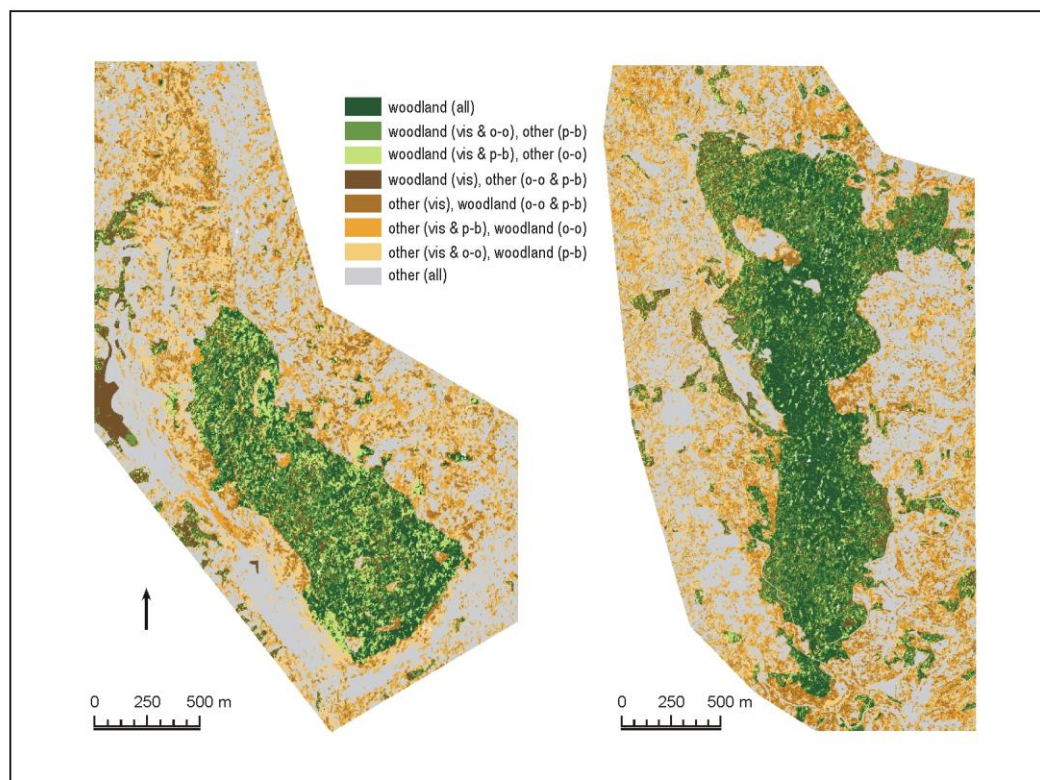 woodland (all)
woodland (vis & o-o), other (p-b)
woodland (vis & p-b), other (o-o)
woodland (vis), other (o-o & p-b)
other (vis), woodland (o-o & p-b)
other (vis & p-b), woodland (o-o)
other (vis & o-o), woodland (p-b)
other (all)
0 250 500 m
0 250 500 m